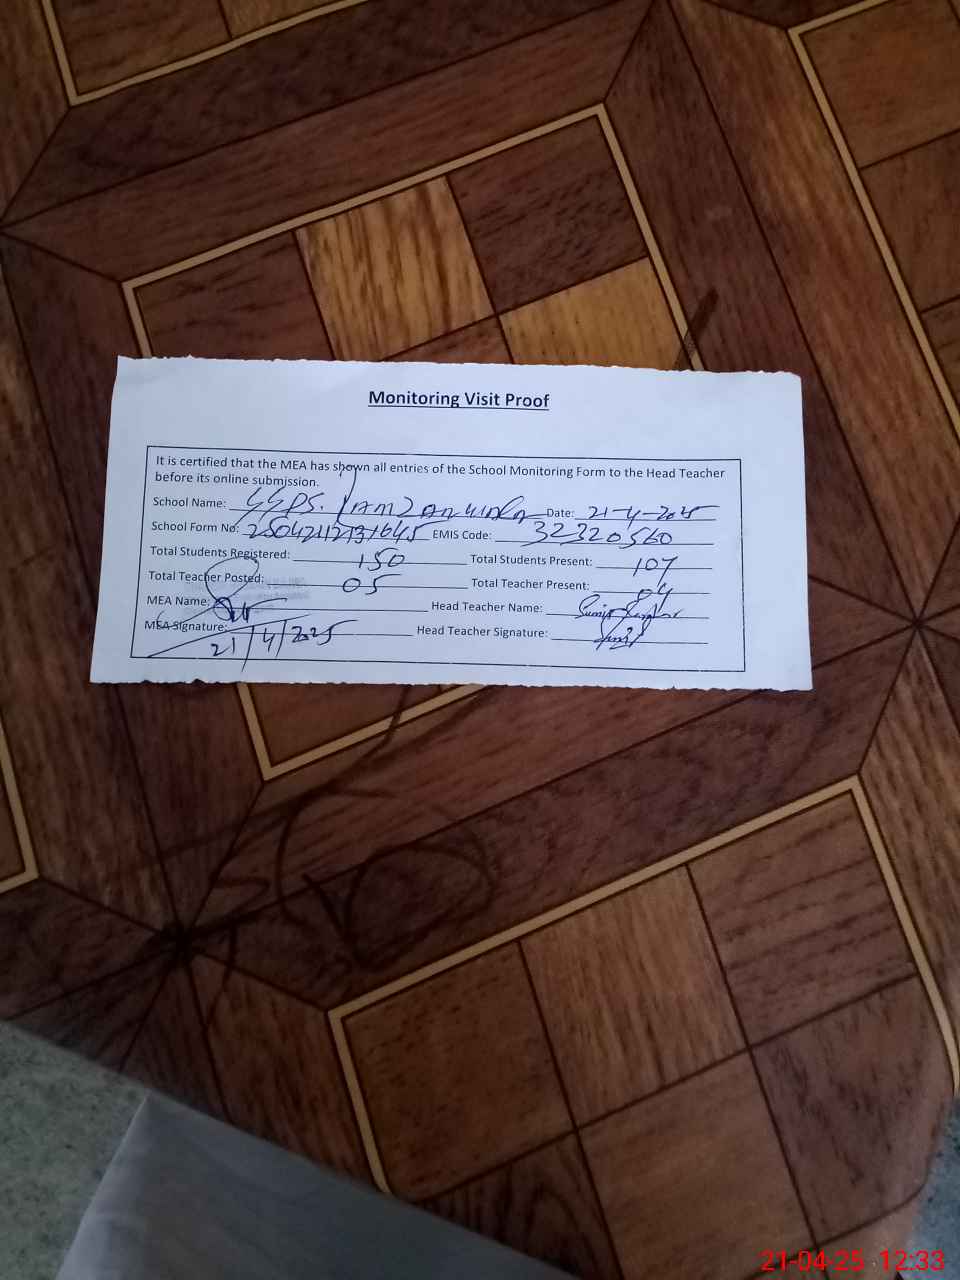 Monitoring Visit Proof
It is certified that the MEA has shown all entries of the School Monitoring Form to the Head Teacher
before its online submission.
School Name: Date: 21-4-2025
School Form No: EMIS Code: 32320560
Total Students Registered: 150 Total Students Present: 107
Total Teacher Posted: 05 Total Teacher Present: 04
MEA Name: Head Teacher Name:
MEA Signature: Head Teacher Signature:
21/4/2025
21-04-25 12:33